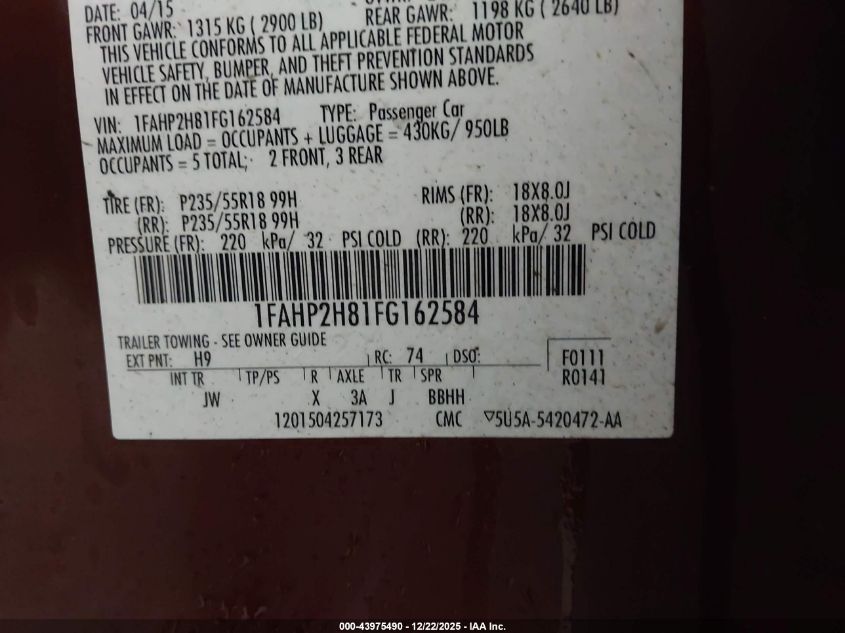 DATE: 04/15
FRONT GAWR: 1315 KG ( 2900 LB) REAR GAWR: 1198 KG ( 2640 LB)
THIS VEHICLE CONFORMS TO ALL APPLICABLE FEDERAL MOTOR
VEHICLE SAFETY, BUMPER, AND THEFT PREVENTION STANDARDS
IN EFFECT ON THE DATE OF MANUFACTURE SHOWN ABOVE.
VIN: 1FAHP2H81FG162584 TYPE: Passenger Car
MAXIMUM LOAD = OCCUPANTS + LUGGAGE = 430KG/ 950LB
OCCUPANTS = 5 TOTAL; 2 FRONT, 3 REAR
TIRE (FR): P235/55R18 99H RIMS (FR): 18X8.0J
(RR): P235/55R18 99H (RR): 18X8.0J
PRESSURE (FR): 220 kPa/ 32 PSI COLD (RR): 220 kPa/ 32 PSI COLD
1FAHP2H81FG162584
TRAILER TOWING - SEE OWNER GUIDE
EXT PNT: H9 RC: 74 DSO: F0111
INT TR TP/PS R AXLE TR SPR R0141
JW X 3A J BBHH
1201504257173 CMC ▽5U5A-5420472-AA
000-43975490 - 12/22/2025 - IAA Inc.